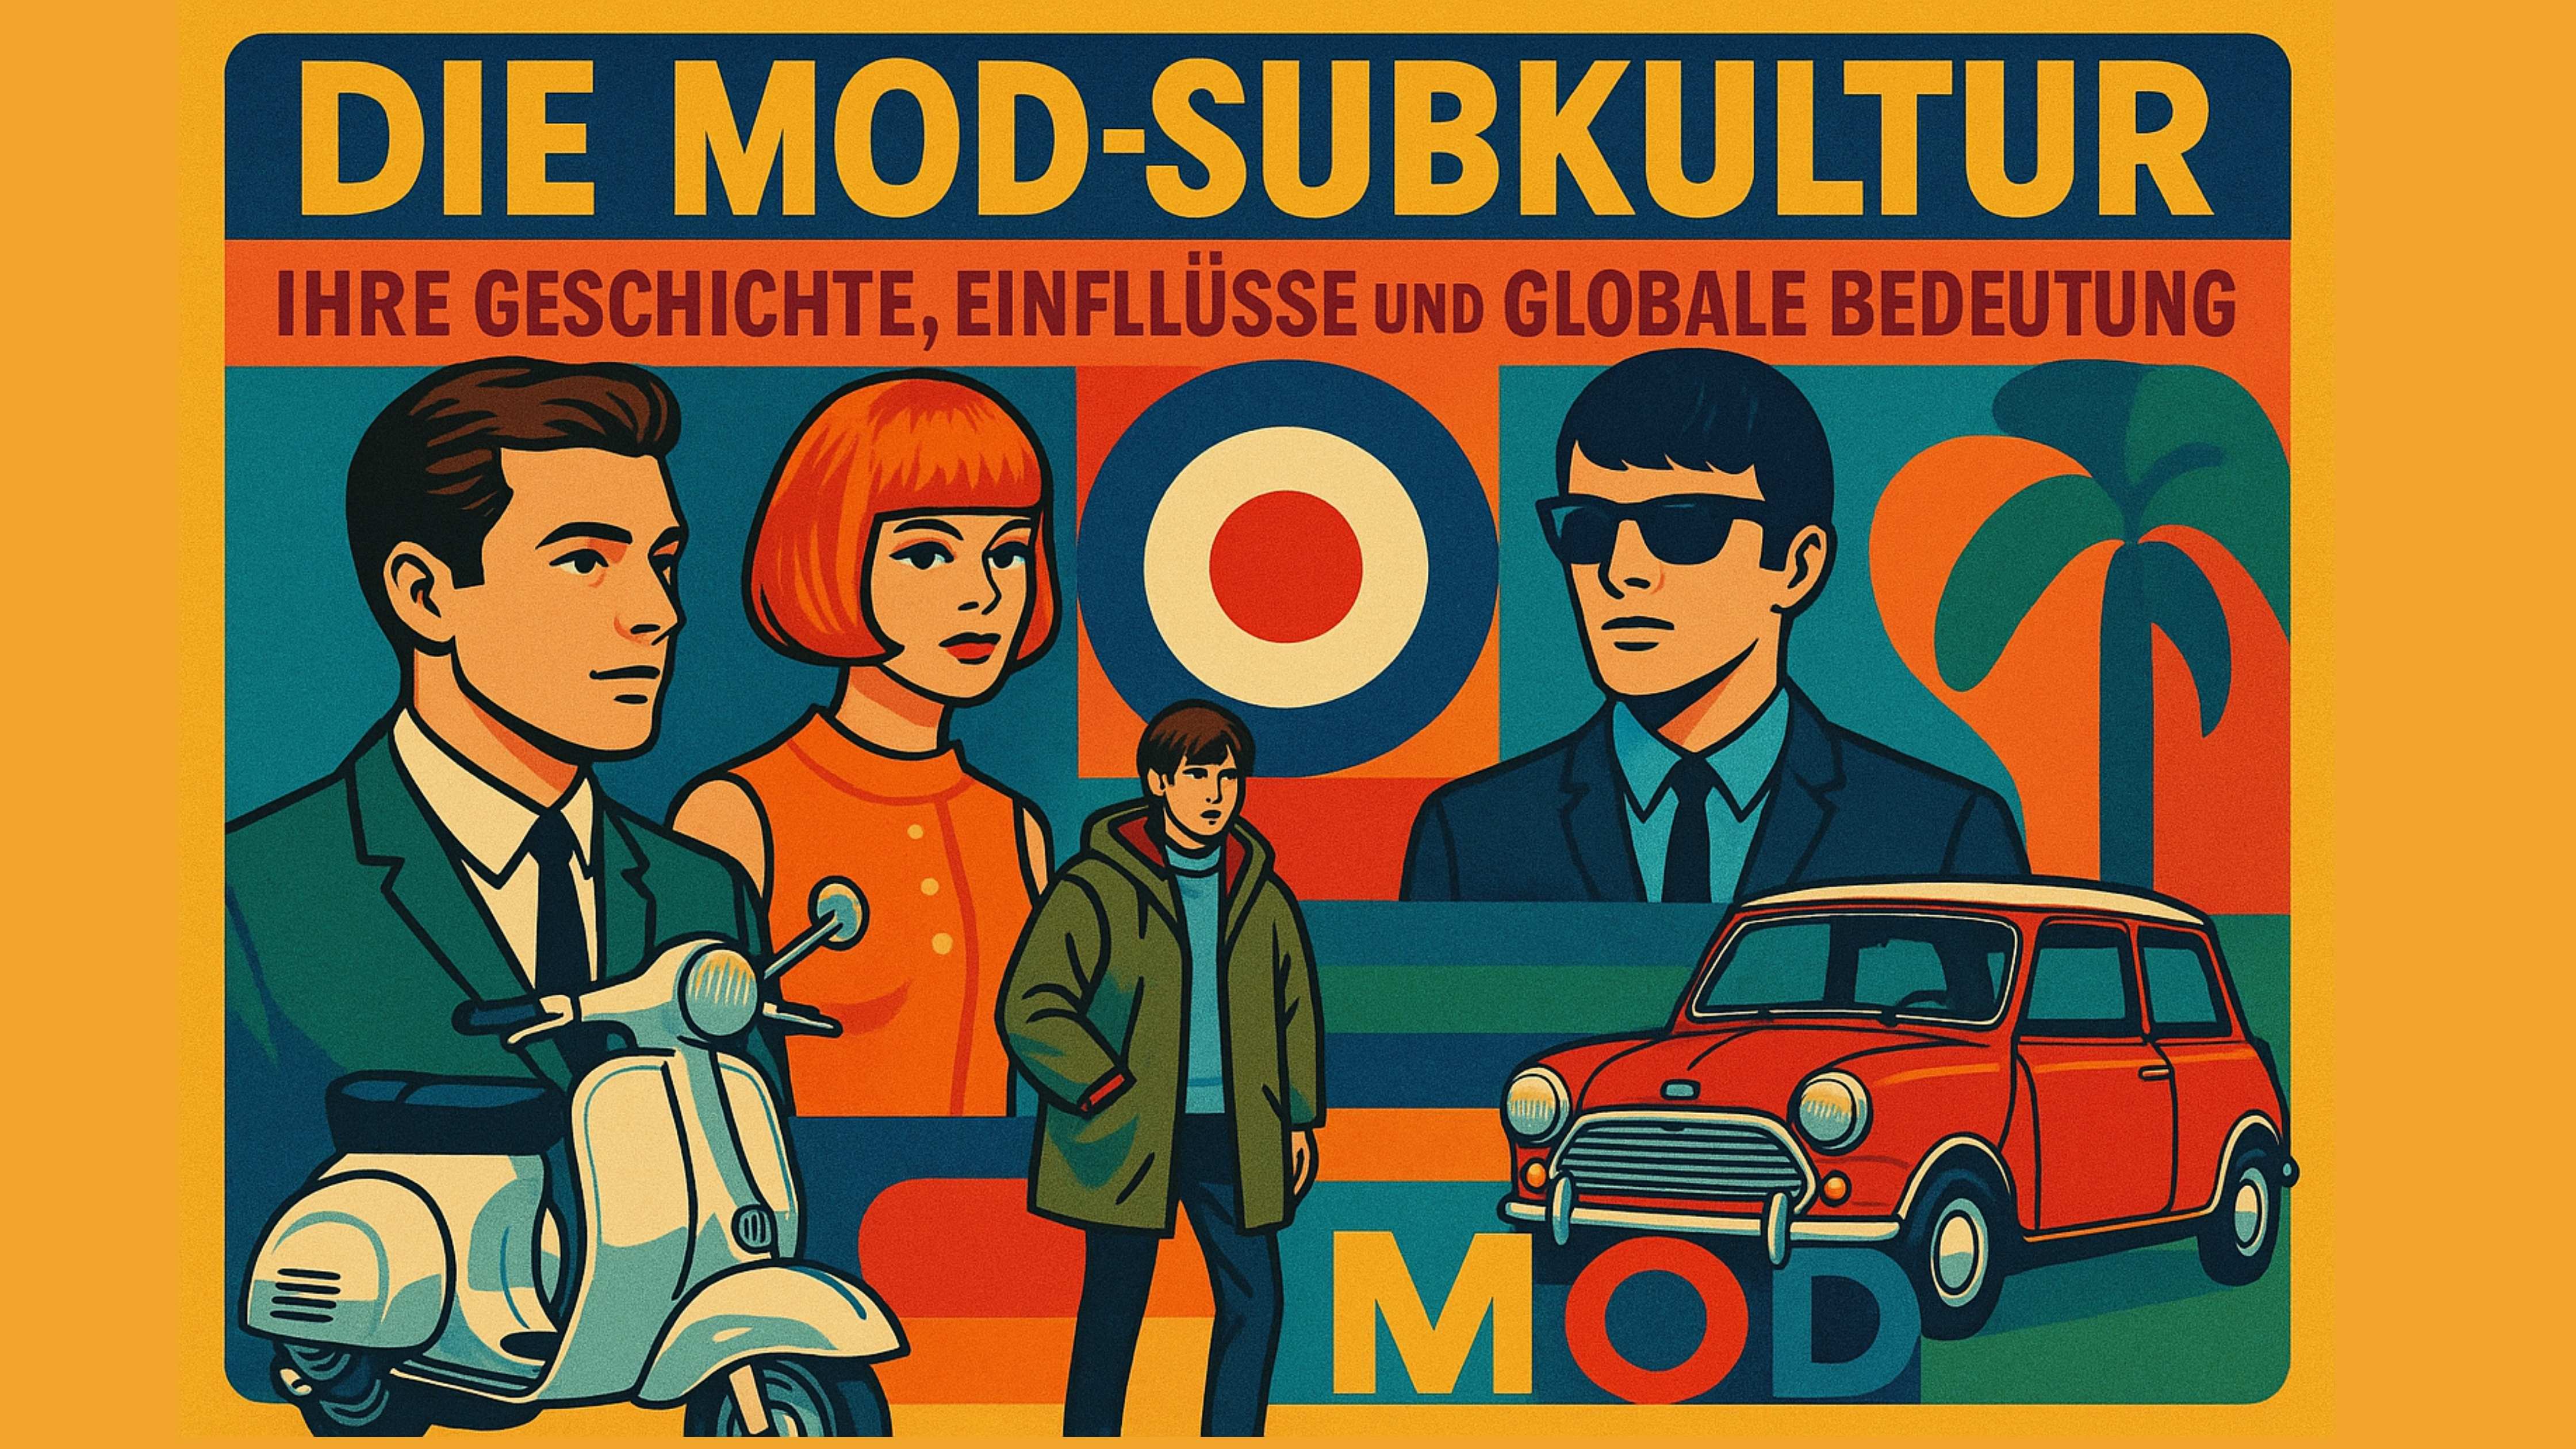 DIE MOD-SUBKULTUR
IHRE GESCHICHTE, EINFLLÜSSE UND GLOBALE BEDEUTUNG
MOD